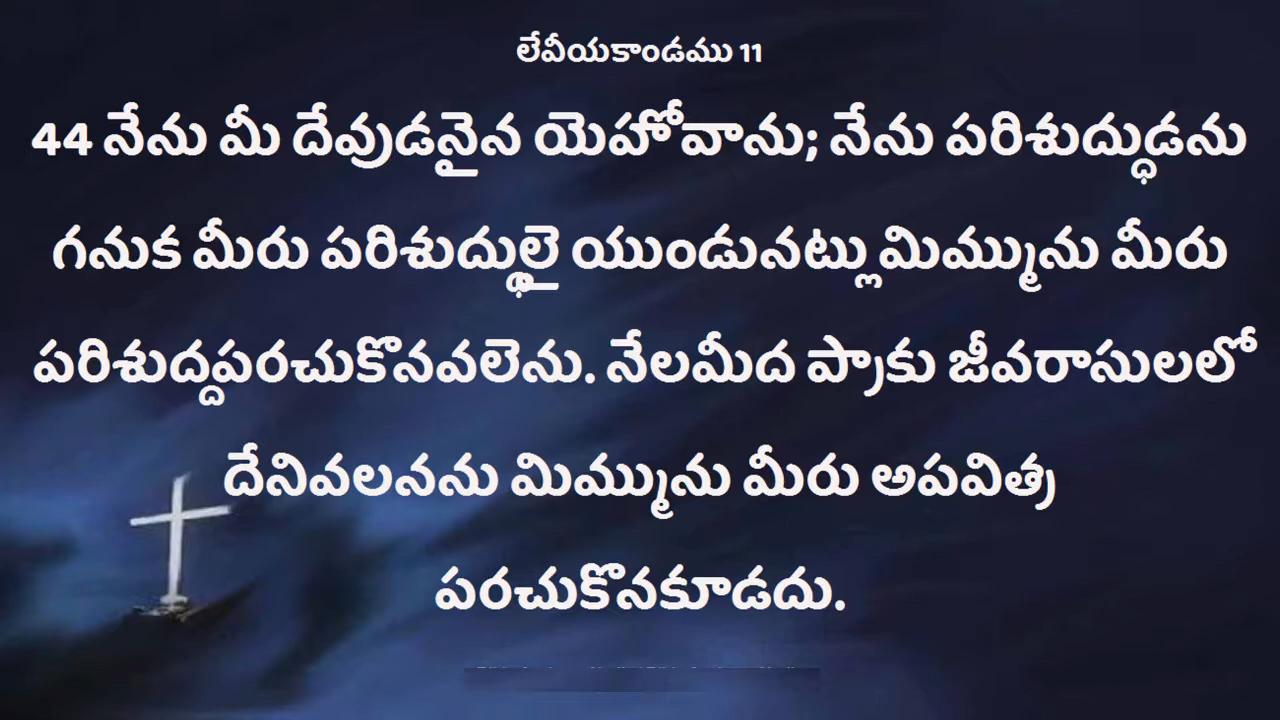 లేవీయకాండము 11
44 నేను మీ దేవుడనైన యెహోవాను; నేను పరిశుద్ధుడను
గనుక మీరు పరిశుద్ధులై యుండునట్లు మిమ్మును మీరు
పరిశుద్దపరచుకొనవలెను. నేలమీద ప్రాకు జీవరాసులలో
దేనివలనను మిమ్మును మీరు అపవిత్ర
పరచుకొనకూడదు.